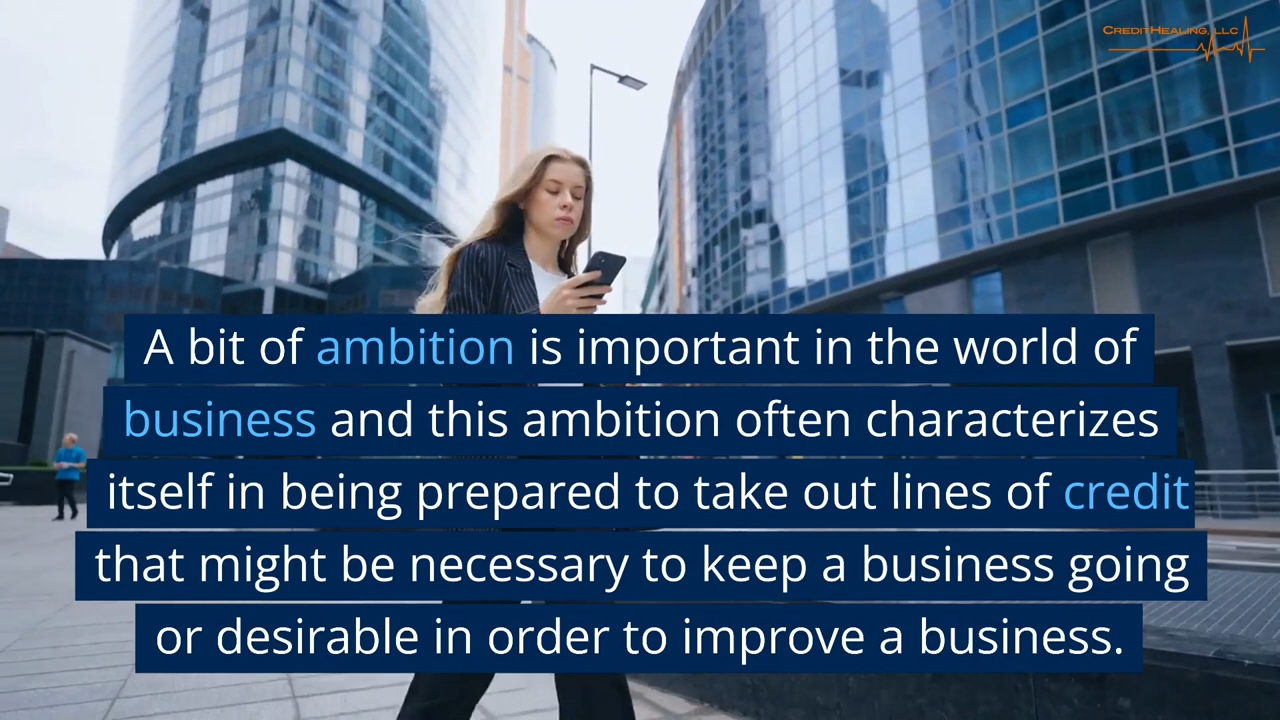 CREDITHEALING, LLC
A bit of ambition is important in the world of
business and this ambition often characterizes
itself in being prepared to take out lines of credit
that might be necessary to keep a business going
or desirable in order to improve a business.